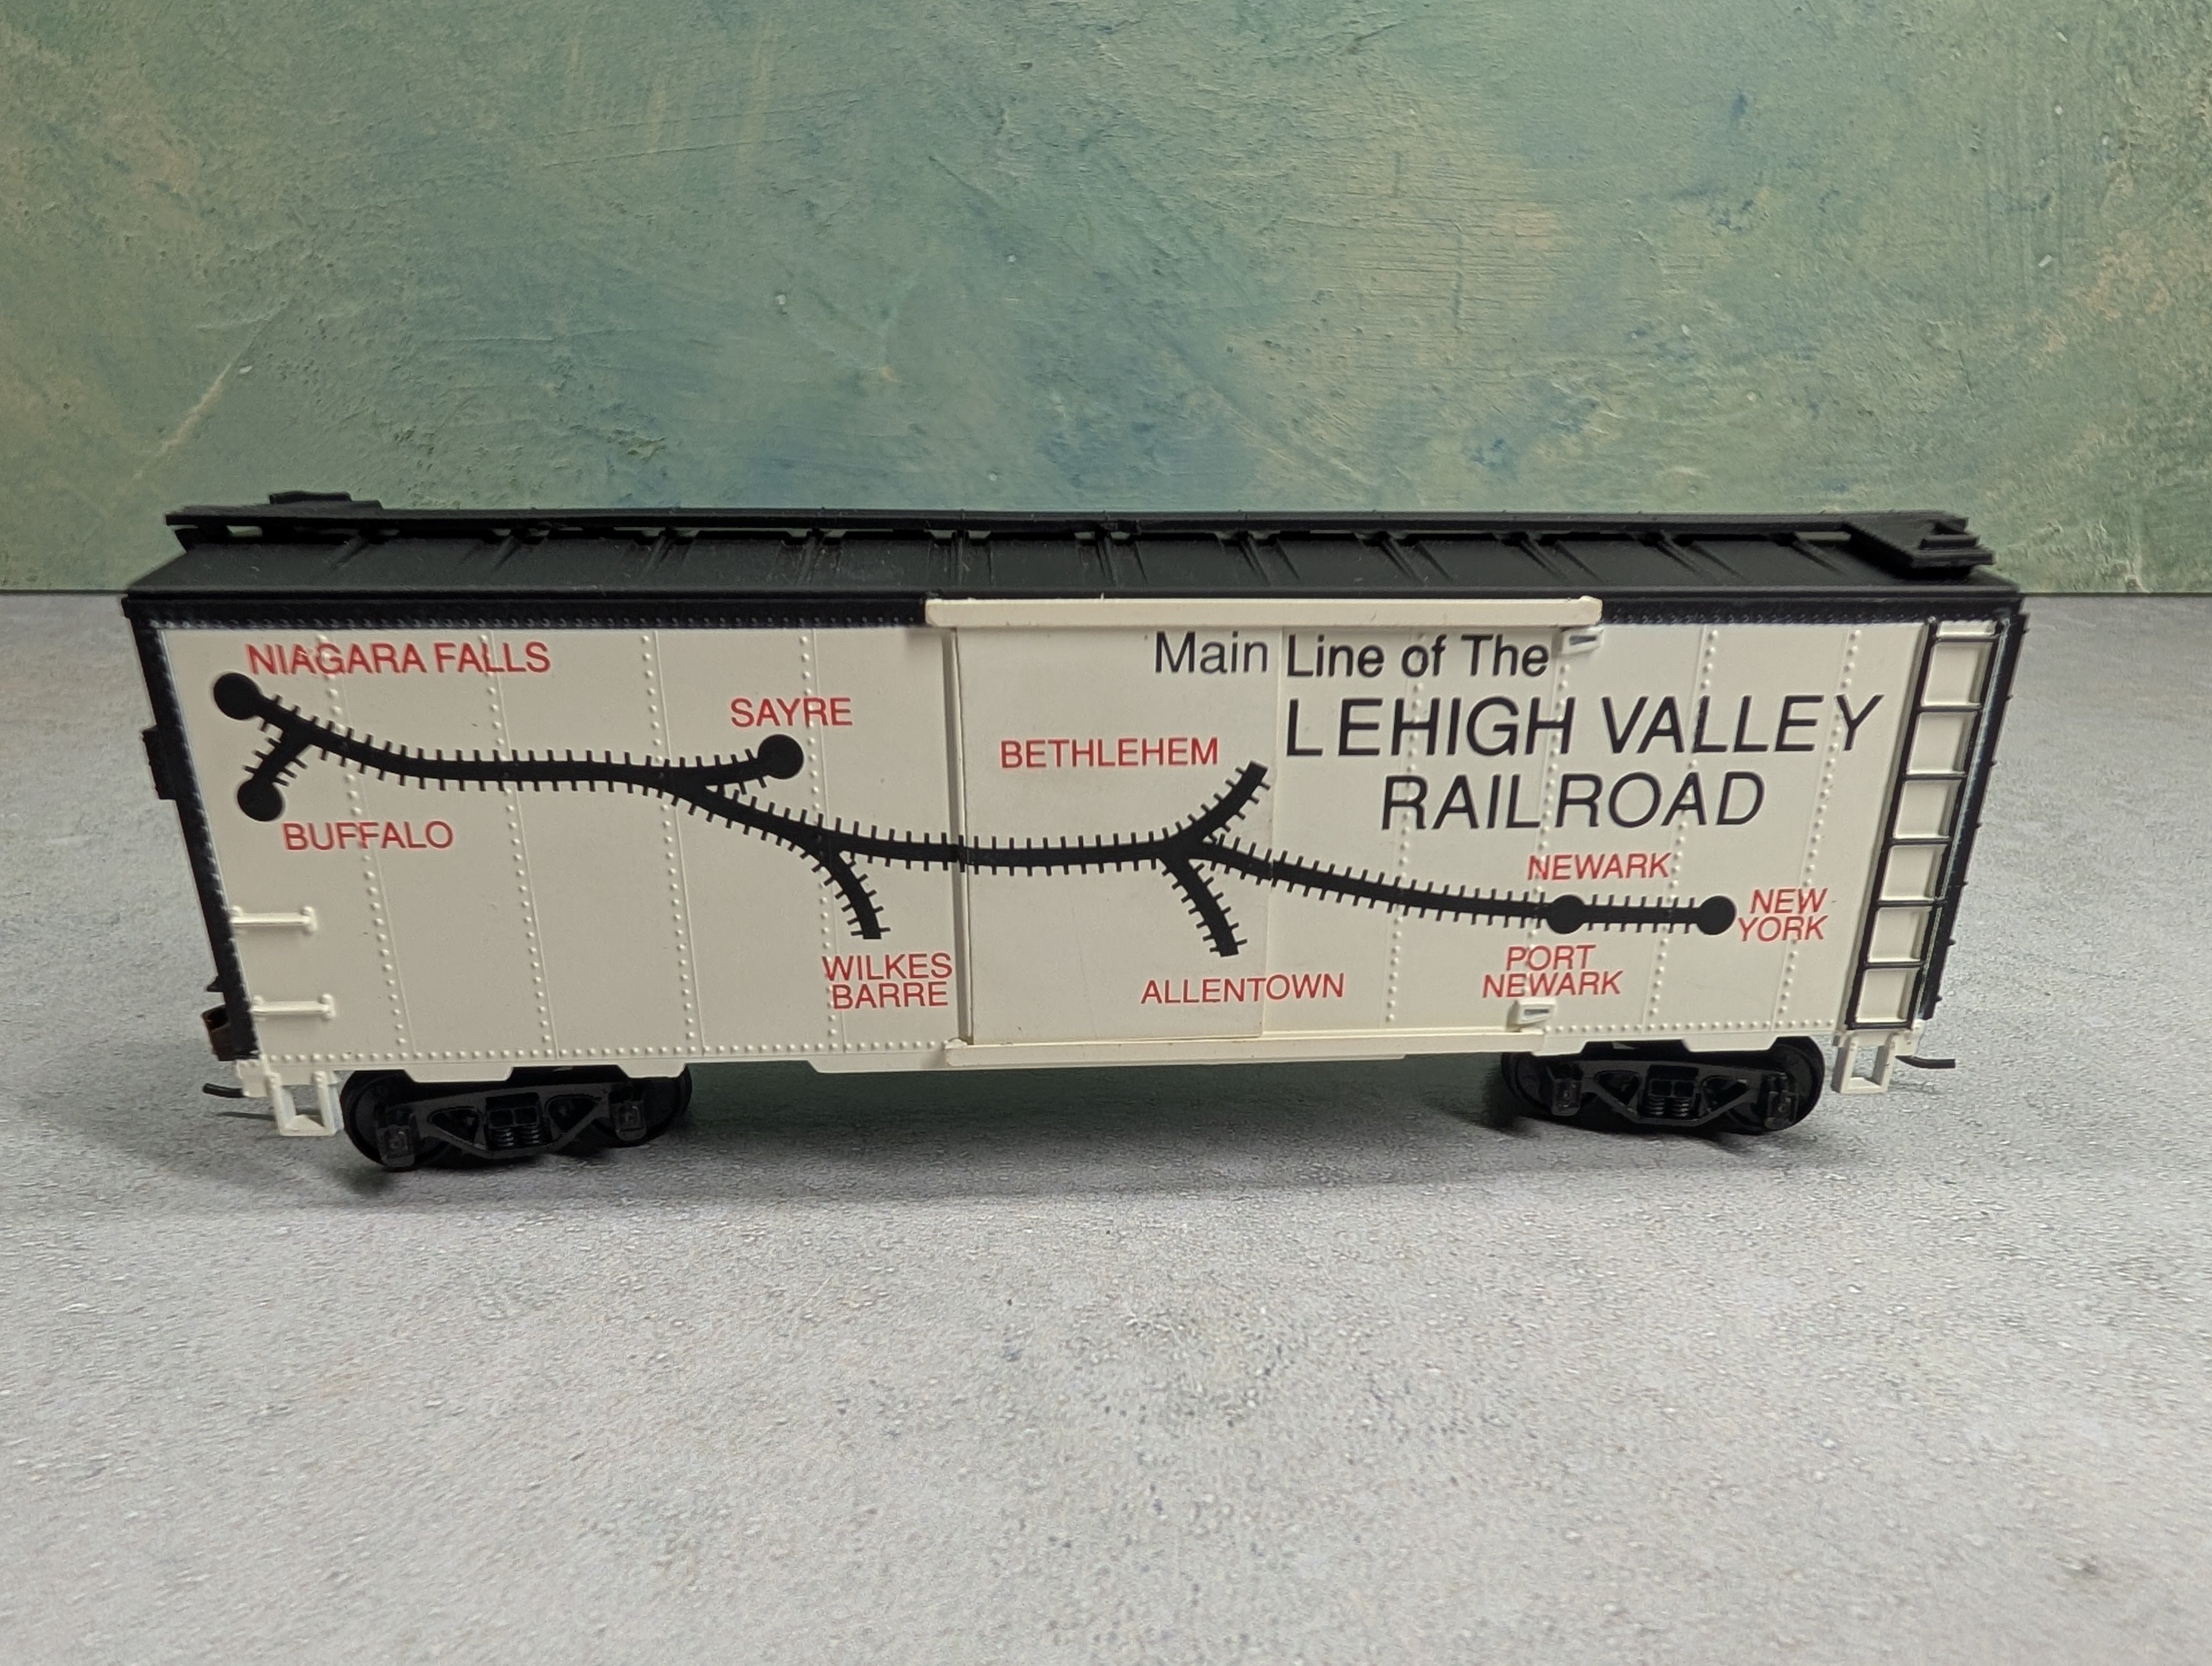 Main Line of The
LEHIGH VALLEY
RAILROAD
NIAGARA FALLS
BUFFALO
SAYRE
WILKES
BARRE
BETHLEHEM
ALLENTOWN
NEWARK
PORT
NEWARK
NEW
YORK